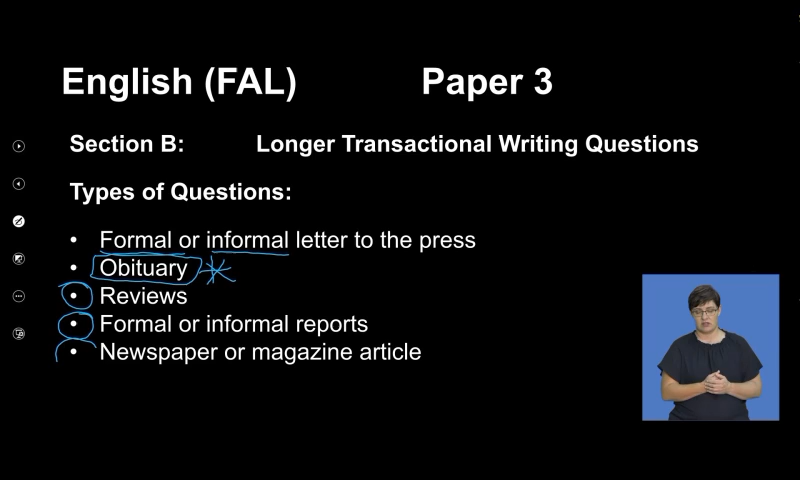 English (FAL) Paper 3
Section B: Longer Transactional Writing Questions
Types of Questions:
• Formal or informal letter to the press
• Obituary
• Reviews
• Formal or informal reports
• Newspaper or magazine article